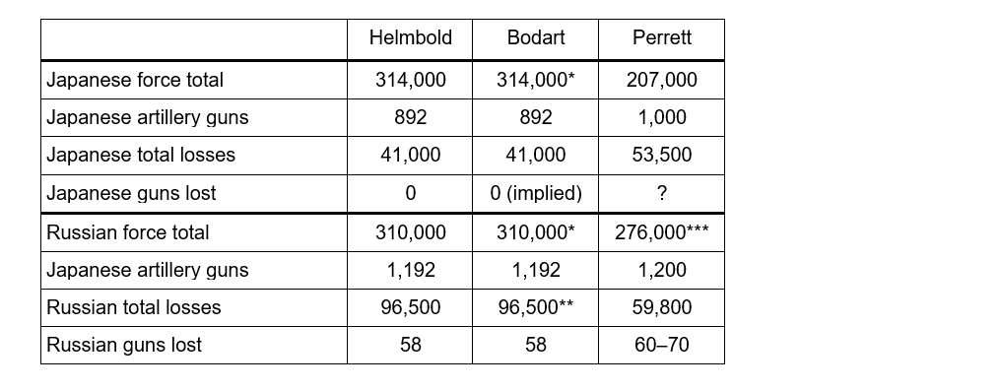 Helmbold Bodart Perrett
Japanese force total 314,000 314,000* 207,000
Japanese artillery guns 892 892 1,000
Japanese total losses 41,000 41,000 53,500
Japanese guns lost 0 0 (implied) ?
Russian force total 310,000 310,000* 276,000***
Japanese artillery guns 1,192 1,192 1,200
Russian total losses 96,500 96,500** 59,800
Russian guns lost 58 58 60–70